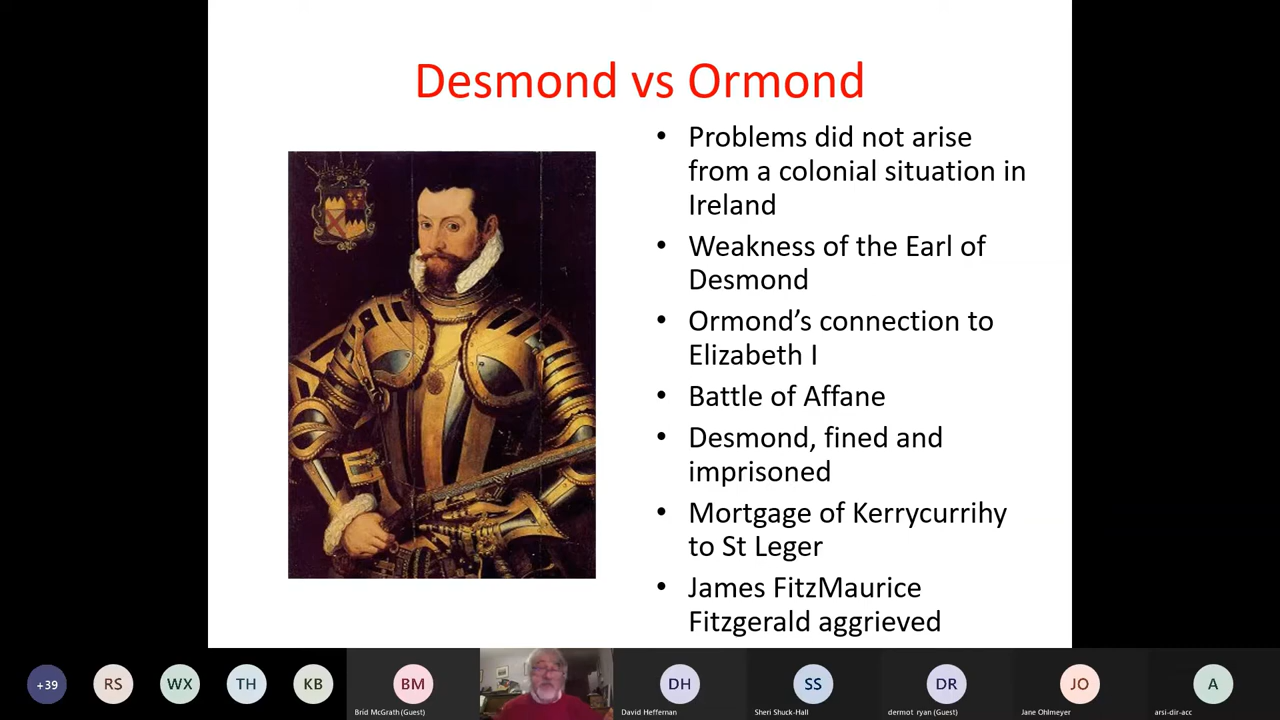 Desmond vs Ormond
• Problems did not arise
from a colonial situation in
Ireland
• Weakness of the Earl of
Desmond
• Ormond’s connection to
Elizabeth I
• Battle of Affane
• Desmond, fined and
imprisoned
• Mortgage of Kerrycurrihy
to St Leger
• James FitzMaurice
Fitzgerald aggrieved
+39
RS
WX
TH
KB
BM
DH
SS
DR
JO
A
Brid McGrath (Guest)
David Heffernan
Sheri Shuck-Hall
dermot ryan (Guest)
Jane Ohlmeyer
arsi-dir-acc